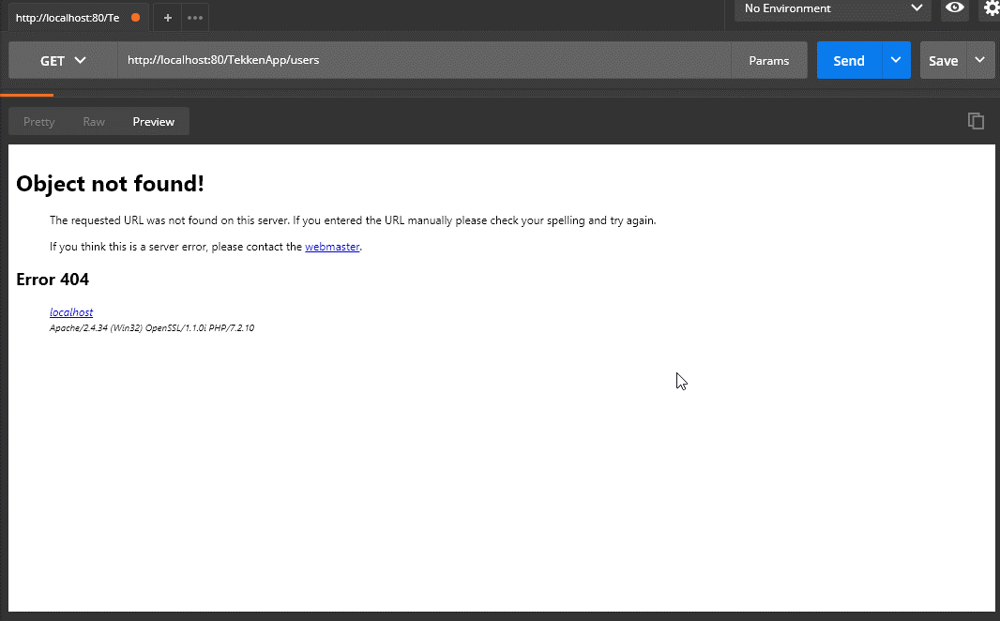 http://localhost:80/Te
+
No Environment
GET
http://localhost:80/TekkenApp/users
Params
Send
Save
Pretty
Raw
Preview
Object not found!
The requested URL was not found on this server. If you entered the URL manually please check your spelling and try again.
If you think this is a server error, please contact the webmaster.
Error 404
localhost
Apache/2.4.34 (Win32) OpenSSL/1.1.0i PHP/7.2.10